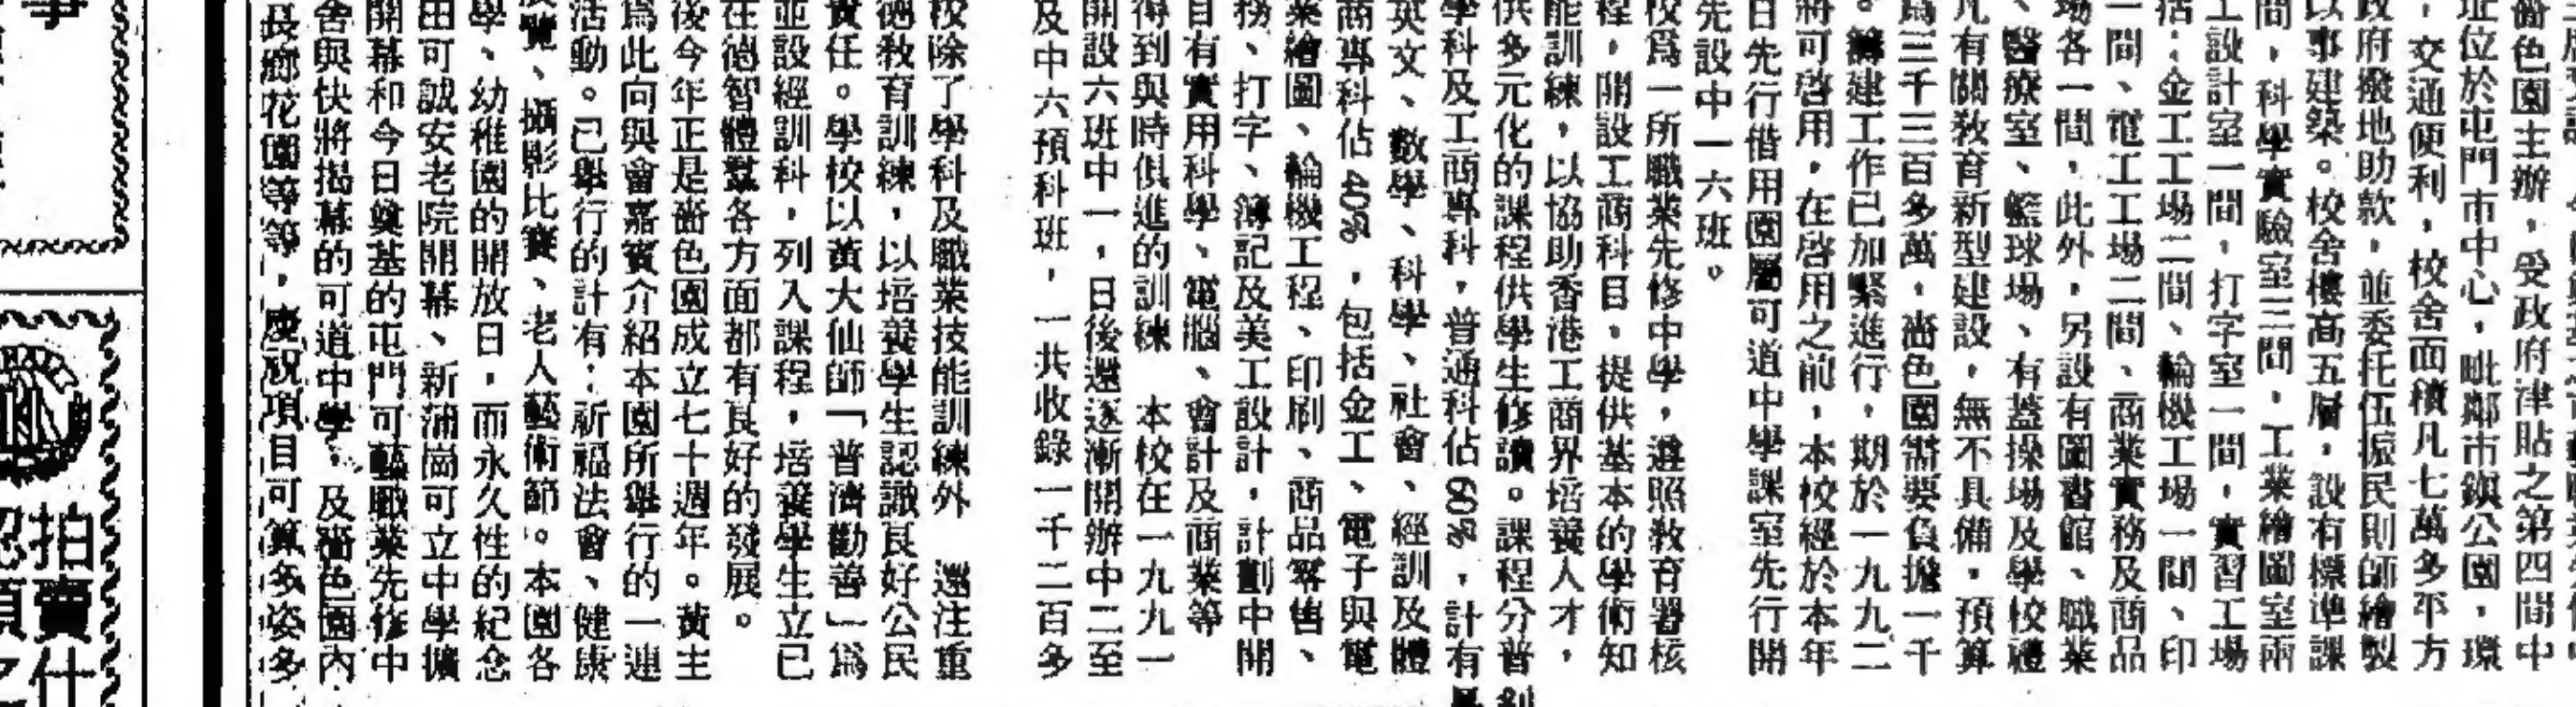 嗇色園主辦，受政府津貼之第四間中
址位於屯門市中心，毗鄰市鎮公園，環
，交通便利，校舍面積凡七萬多平方
政府撥地助款，並委托伍振民則師繪製
以事建築。校舍樓高五層，設有標準課
間，科學實驗室三間，工業繪圖室兩
工設計室一間，打字室一間，實習工場
括：金工工場二間、輪機工場一間、印
一間、電工工場二間、商業實務及商品
場各一間，此外，另設有圖書館、職業
、醫療室、籃球場、有蓋操場及學校禮
凡有關教育新型建設，無不具備，預算
爲三千三百多萬，嗇色園需要負擔一千
。籌建工作已加緊進行，期於一九九二
將可啓用，在啓用之前，本校經於本年
日先行借用園屬可道中學課室先行開
先設中一六班。
校爲一所職業先修中學，遵照教育署核
程，開設工商科目，提供基本的學術知
能訓練，以協助香港工商界培養人才，
供多元化的課程供學生修讀。課程分普
學科及工商專科，普通科佔60%，計有
英文、數學、科學、社會、經訓及體
商專科佔40%，包括金工、電子與電
業繪圖、輪機工程、印刷、商品零售、
務、打字、簿記及美工設計，計劃中開
目有實用科學、電腦、會計及商業等
得到與時俱進的訓練　本校在一九九一
開設六班中一，日後還逐漸開辦中二至
及中六預科班，一共收錄一千二百多
校除了學科及職業技能訓練外　還注重
德教育訓練，以培養學生認識良好公民
責任。學校以黃大仙師「普濟勸善」爲
並設經訓科，列入課程，培養學生立己
在德智體羣各方面都有良好的發展。
後今年正是嗇色園成立七十週年。黃主
爲此向與會嘉賓介紹本園所舉行的一連
活動。已舉行的計有：祈福法會、健康
展覽、攝影比賽、老人藝術節。本園各
學、幼稚園的開放日，而永久性的紀念
由可誠安老院開幕、新蒲崗可立中學擴
開幕和今日奠基的屯門可藝職業先修中
舍與快將揭幕的可道中學，及嗇色園內
長廊花園等等，慶祝項目可算多姿多
拍賣仕